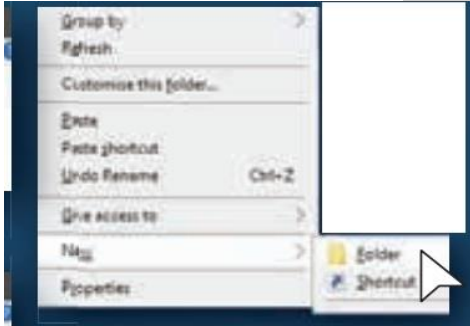 Group by
Refresh
Customise this folder...
Paste
Paste shortcut
Undo Rename Ctrl+Z
Give access to
New
Folder
Shortcut
Properties